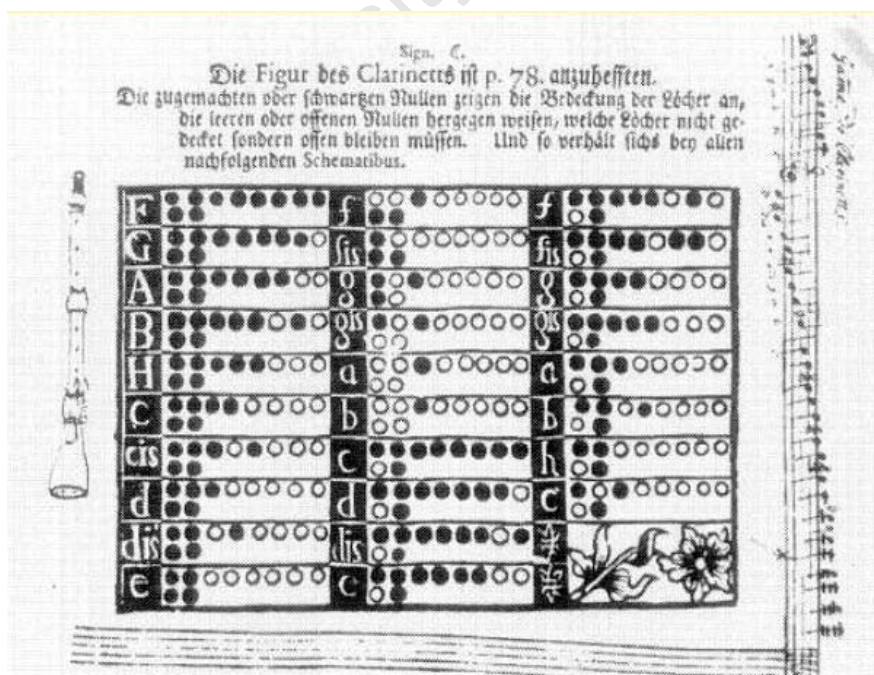 Sign. C.
Die Figur des Clarinetts ist p. 78. anzuhefften.
Die zugemachten oder schwartzen Nullen zeigen die Bedeckung der Löcher an,
die leeren oder offenen Nullen hergegen weisen, welche Löcher nicht ge-
decket sondern offen bleiben müssen. Und so verhält sichs bey allen
nachfolgenden Schematibus.
F f f
G fis fis
A g g
B gis gis
H a a
C b b
cis c h
d d c
dis dis
e e